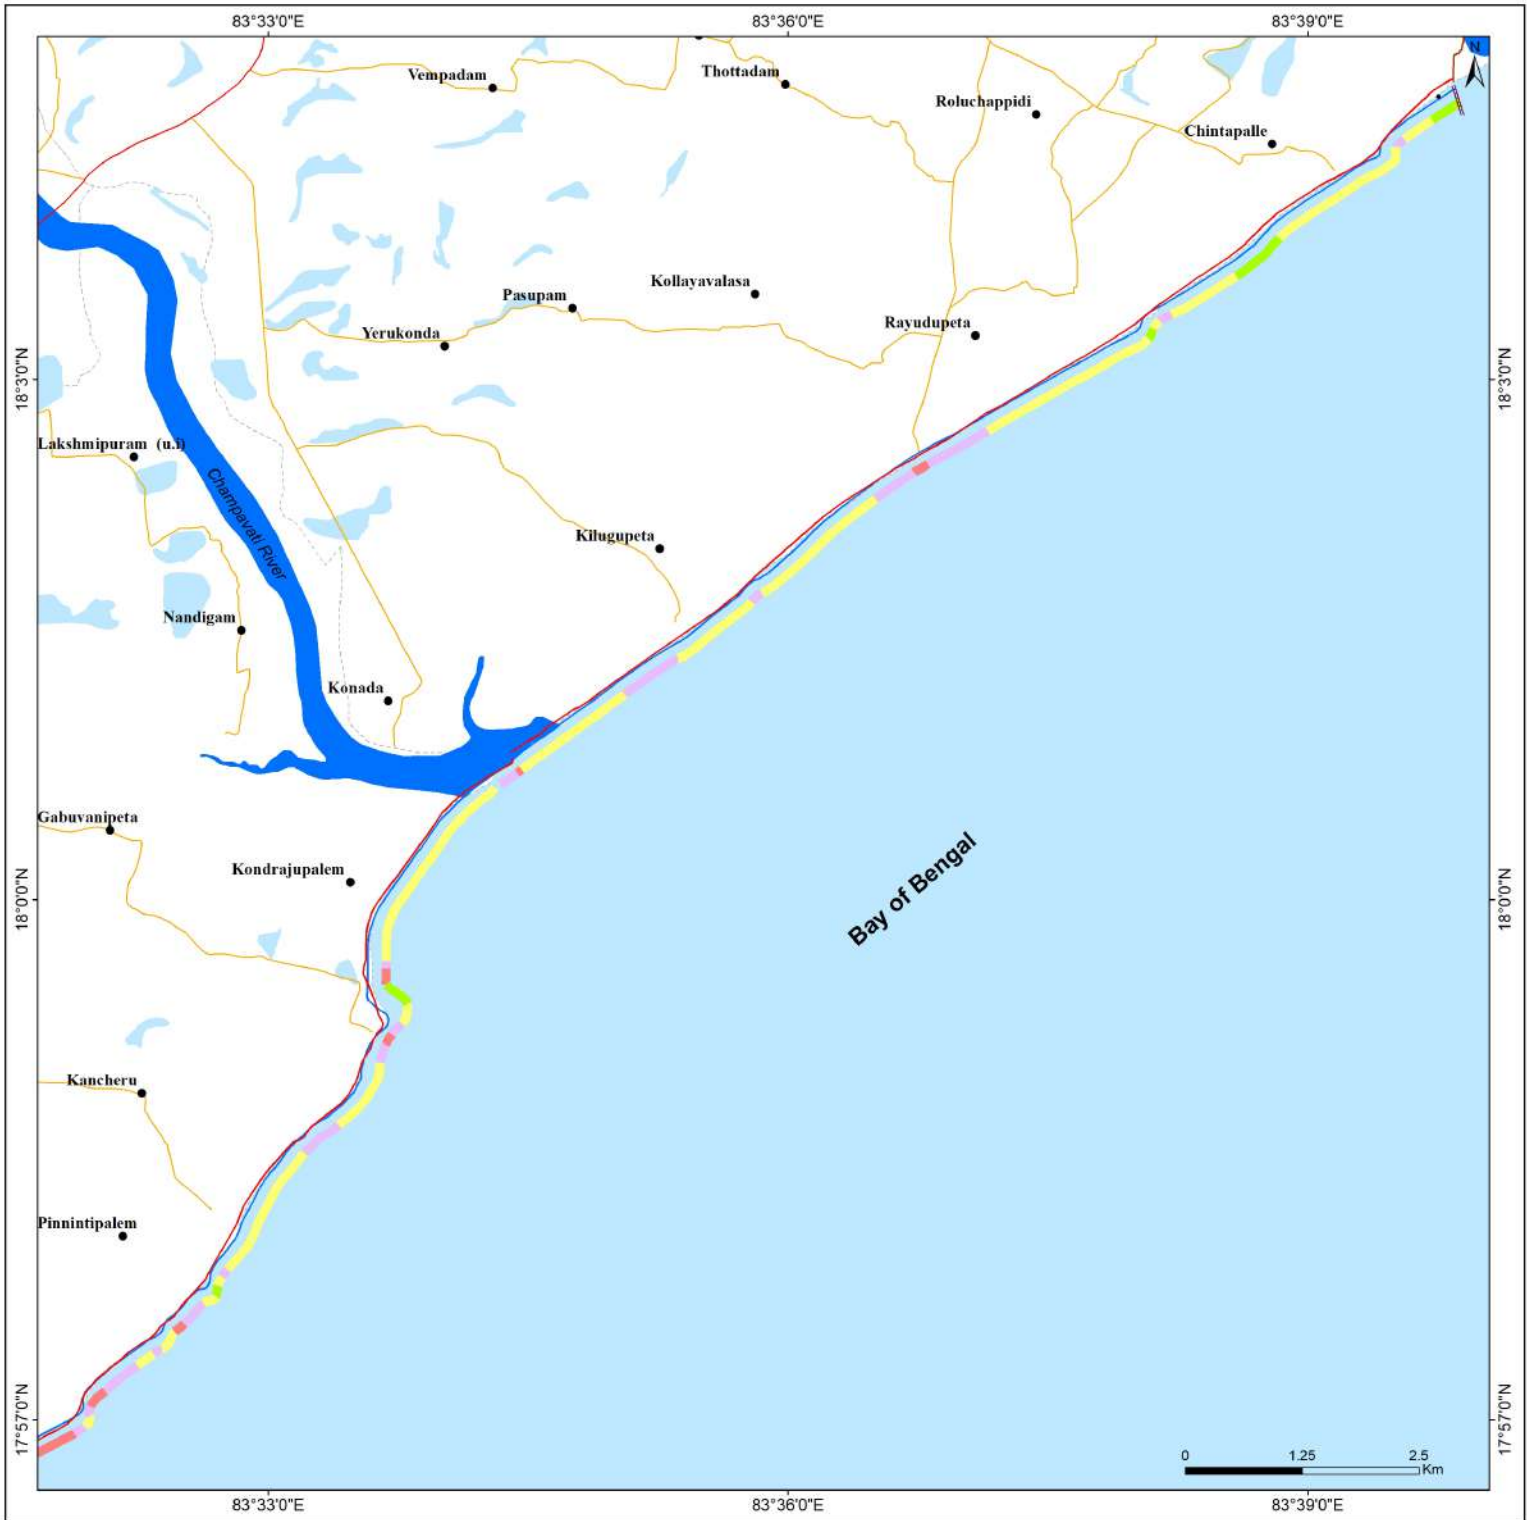 83°33'0"E
83°36'0"E
83°39'0"E
N
Vempadam
Thottadam
Roluchappidi
Chintapalle
Kollayavalasa
Pasupam
Yerukonda
Rayudupeta
18°3'0"N
18°3'0"N
Lakshmipuram (u.i)
Champavati River
Kilugupeta
Nandigam
Konada
Gabuvanipeta
Kondrajupalem
Bay of Bengal
18°0'0"N
18°0'0"N
Kancheru
Pinnintipalem
17°57'0"N
17°57'0"N
0 1.25 2.5
Km
83°33'0"E
83°36'0"E
83°39'0"E